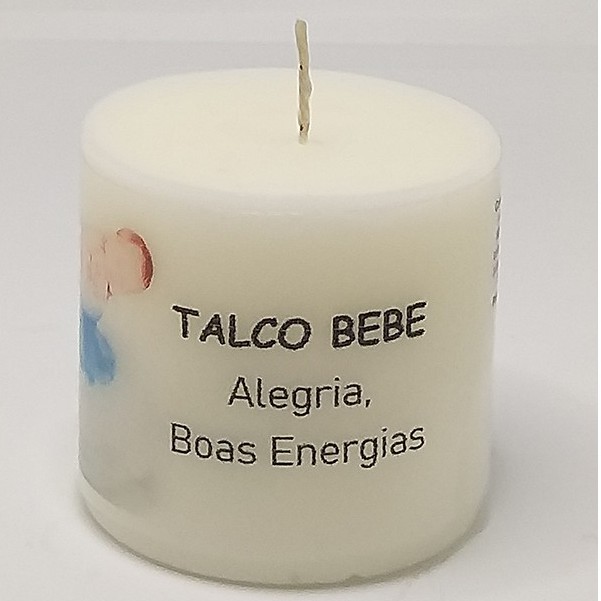 TALCO BEBE
Alegria,
Boas Energias